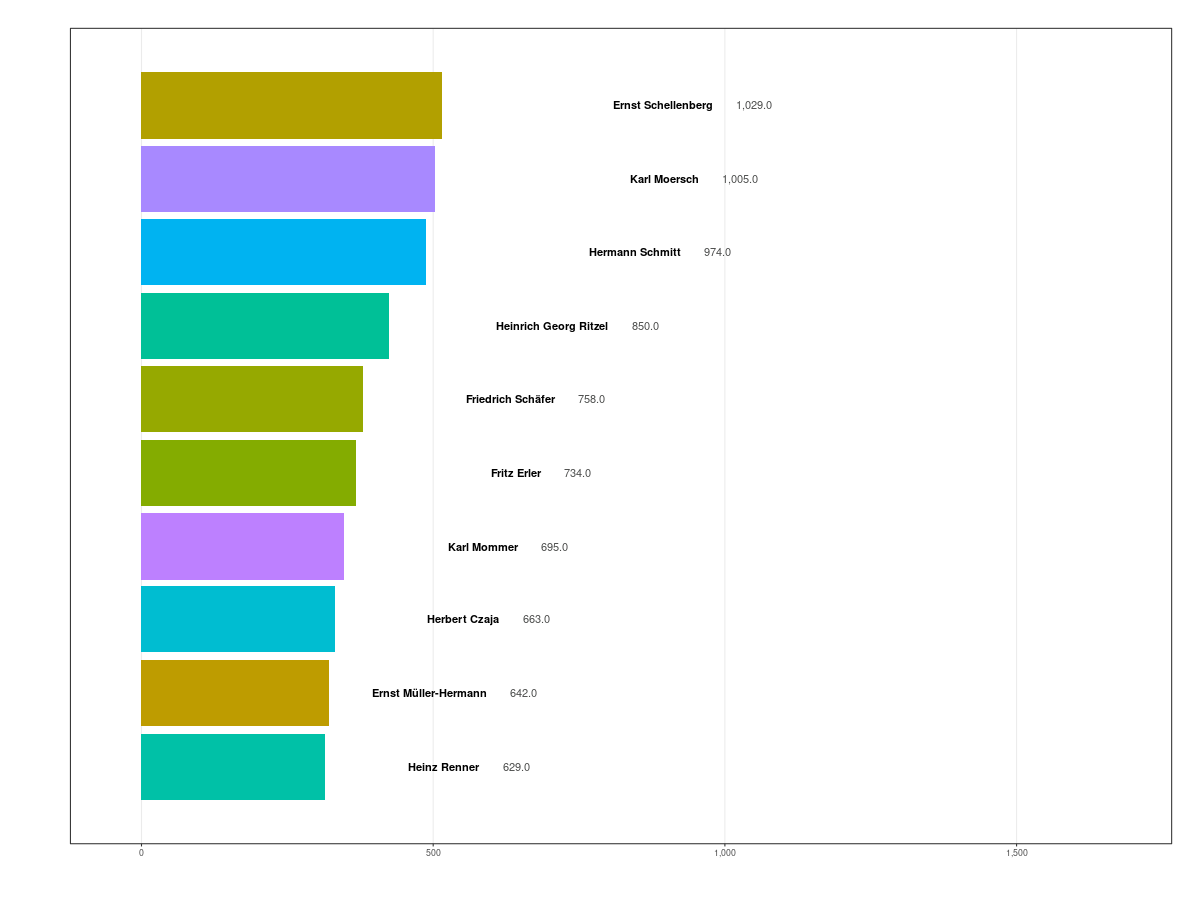 Ernst Schellenberg 1,029.0
Karl Moersch 1,005.0
Hermann Schmitt 974.0
Heinrich Georg Ritzel 850.0
Friedrich Schäfer 758.0
Fritz Erler 734.0
Karl Mommer 695.0
Herbert Czaja 663.0
Ernst Müller-Hermann 642.0
Heinz Renner 629.0
0 500 1,000 1,500